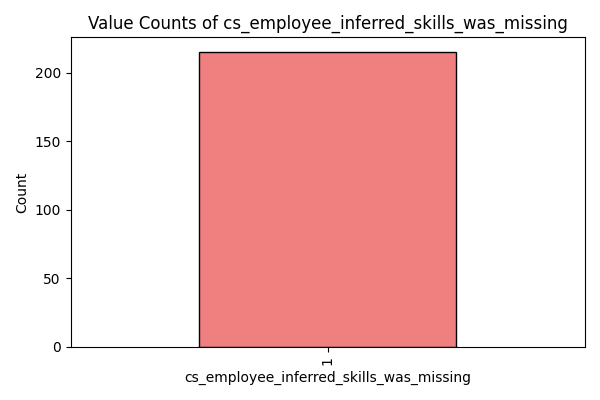 Value Counts of cs_employee_inferred_skills_was_missing
Count
200
150
100
50
0
1
cs_employee_inferred_skills_was_missing